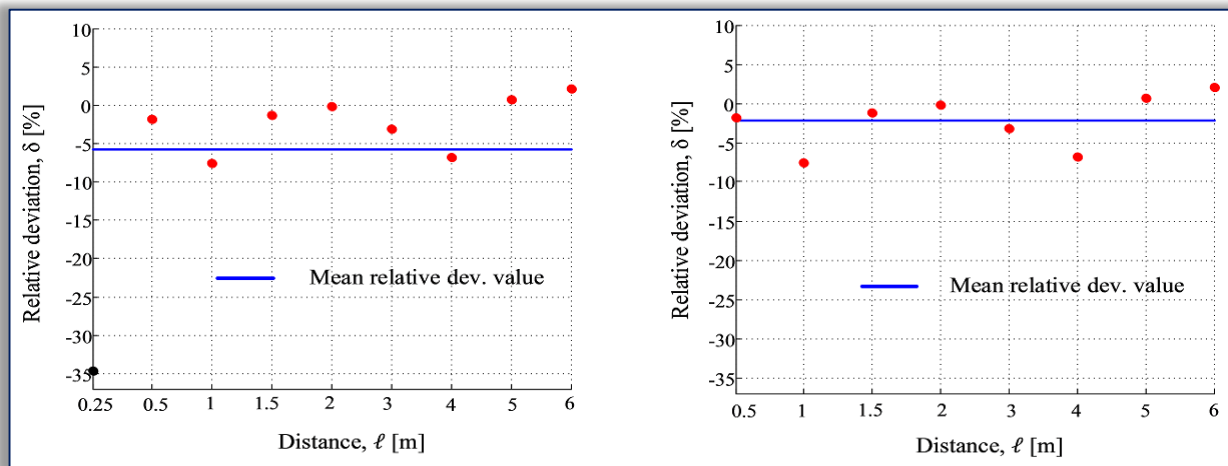 10
5
0
-5
-10
-15
-20
-25
-30
-35
0.25 0.5 1 1.5 2 3 4 5 6
Relative deviation, δ [%]
Distance, ℓ [m]
Mean relative dev. value
10
5
0
-5
-10
-15
-20
-25
-30
-35
0.5 1 1.5 2 3 4 5 6
Relative deviation, δ [%]
Distance, ℓ [m]
Mean relative dev. value